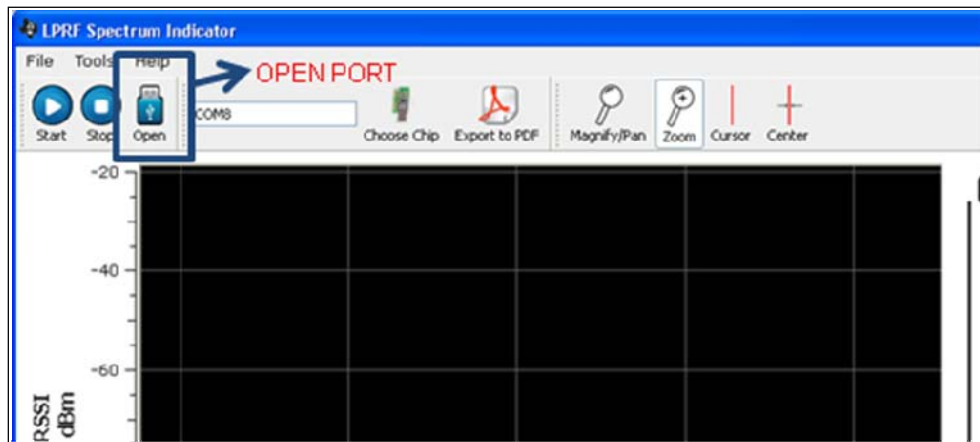 LPRF Spectrum Indicator
File Tools Help
OPEN PORT
COM8
Start Stop Open Choose Chip Export to PDF Magnify/Pan Zoom Cursor Center
-20
-40
-60
RSSI
dBm